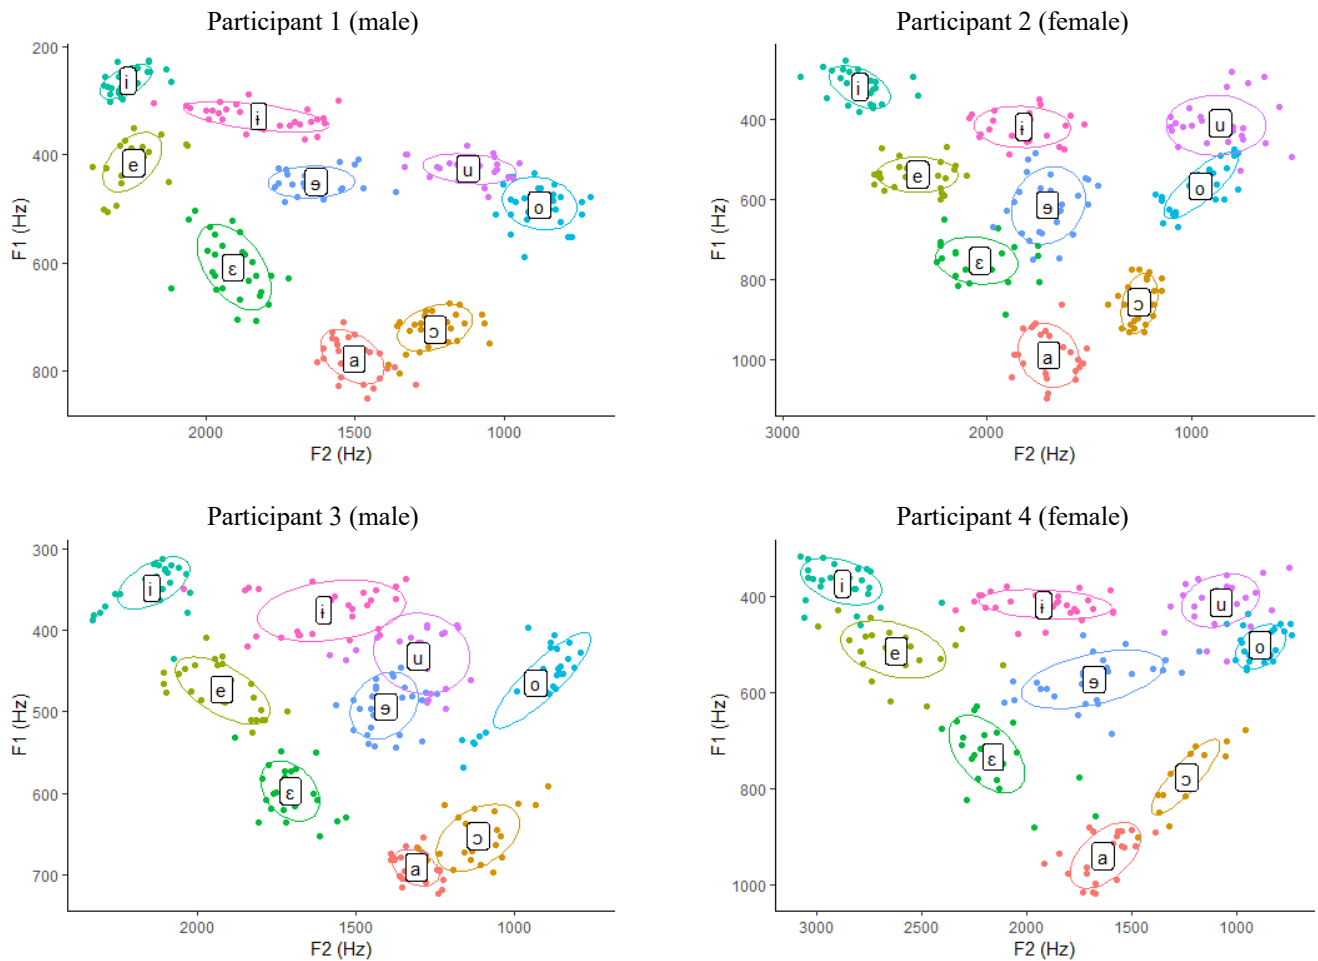 Participant 1 (male)
200
400
600
800
F1 (Hz)
2000
1500
1000
F2 (Hz)
i
ɨ
e
ɘ
u
o
ɛ
ɔ
a
Participant 2 (female)
400
600
800
1000
F1 (Hz)
3000
2000
1000
F2 (Hz)
i
ɨ
u
e
o
ɘ
ɛ
ɔ
a
Participant 3 (male)
300
400
500
600
700
F1 (Hz)
2000
1500
1000
F2 (Hz)
i
ɨ
u
e
o
ɘ
ɛ
ɔ
a
Participant 4 (female)
400
600
800
1000
F1 (Hz)
3000
2500
2000
1500
1000
F2 (Hz)
i
ɨ
u
e
o
ɘ
ɛ
ɔ
a